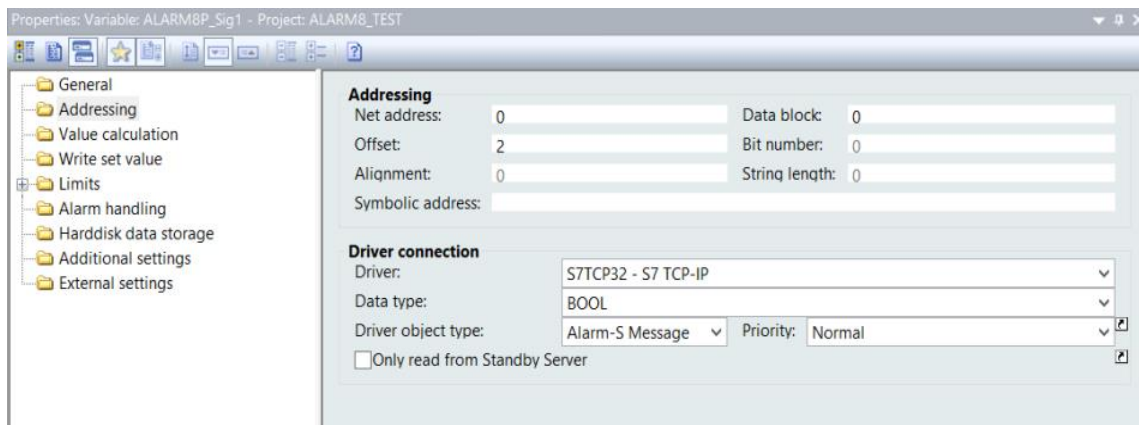 Properties: Variable: ALARM8P_Sig1 - Project: ALARM8_TEST
General
Addressing
Value calculation
Write set value
Limits
Alarm handling
Harddisk data storage
Additional settings
External settings
Addressing
Net address: 0 Data block: 0
Offset: 2 Bit number: 0
Alignment: 0 String length: 0
Symbolic address:
Driver connection
Driver: S7TCP32 - S7 TCP-IP
Data type: BOOL
Driver object type: Alarm-S Message Priority: Normal
Only read from Standby Server